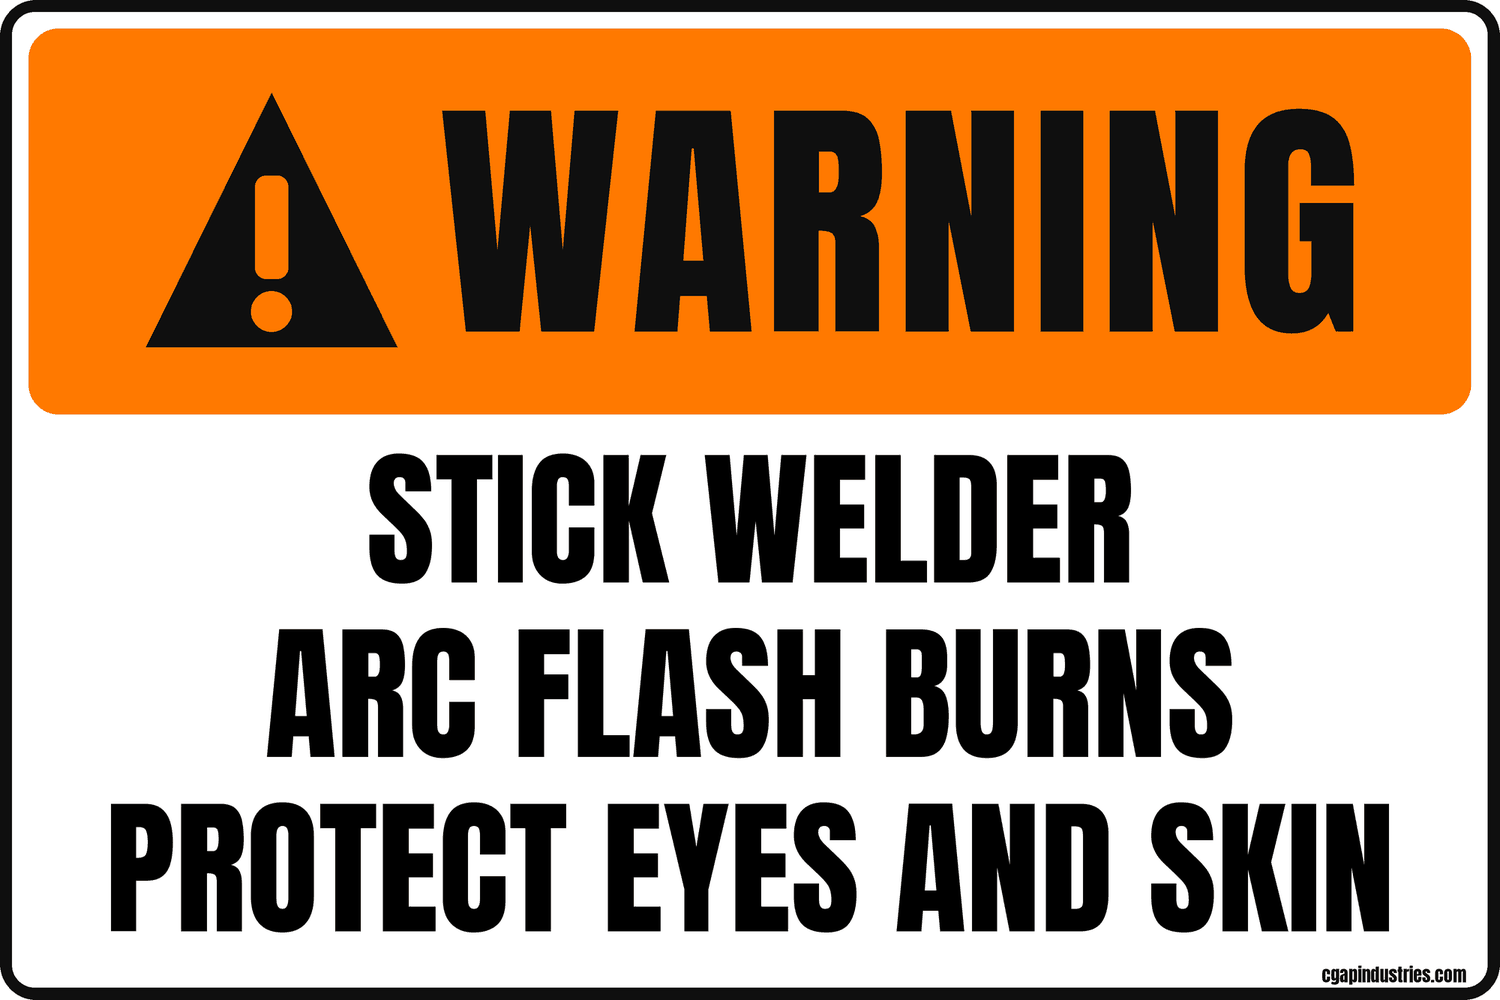 WARNING
STICK WELDER
ARC FLASH BURNS
PROTECT EYES AND SKIN
cgapindustries.com